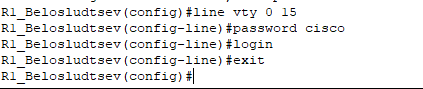 R1_Belosludtsev(config)#line vty 0 15
R1_Belosludtsev(config-line)#password cisco
R1_Belosludtsev(config-line)#login
R1_Belosludtsev(config-line)#exit
R1_Belosludtsev(config)#